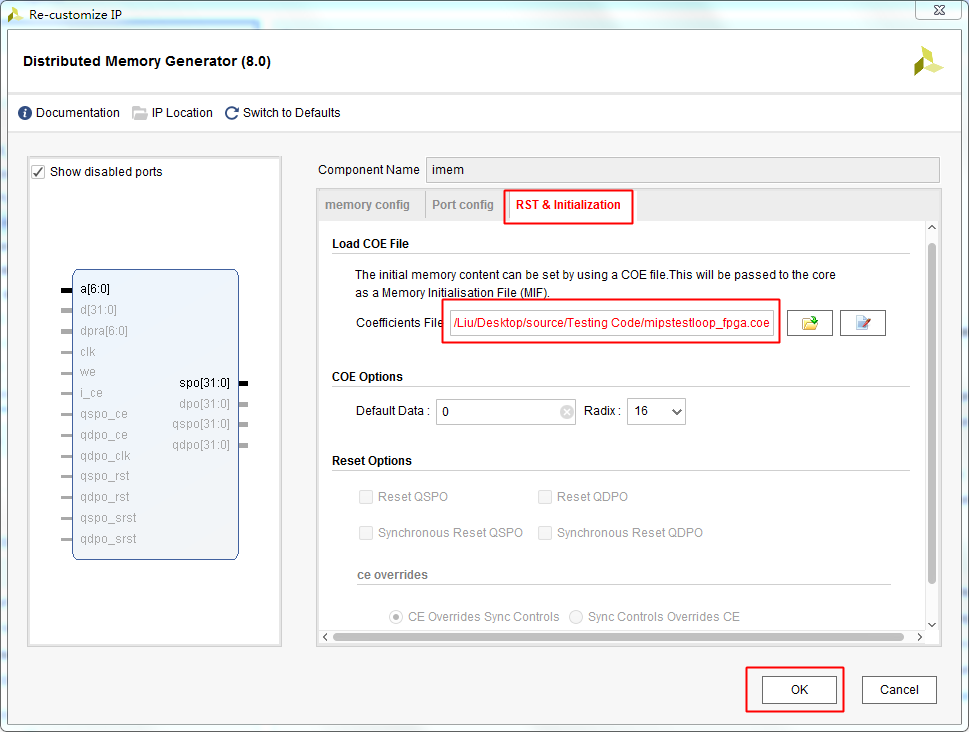 Re-customize IP
Distributed Memory Generator (8.0)
Documentation IP Location Switch to Defaults
Show disabled ports
a[6:0]
d[31:0]
dpra[6:0]
clk
we
i_ce
qspo_ce
qdpo_ce
qdpo_clk
qspo_rst
qdpo_rst
qspo_srst
qdpo_srst
spo[31:0]
dpo[31:0]
qspo[31:0]
qdpo[31:0]
Component Name imem
memory config Port config RST & Initialization
Load COE File
The initial memory content can be set by using a COE file.This will be passed to the core
as a Memory Initialisation File (MIF).
Coefficients File /Liu/Desktop/source/Testing Code/mipstestloop_fpga.coe
COE Options
Default Data : 0 Radix : 16
Reset Options
Reset QSPO Reset QDPO
Synchronous Reset QSPO Synchronous Reset QDPO
ce overrides
CE Overrides Sync Controls Sync Controls Overrides CE
OK Cancel